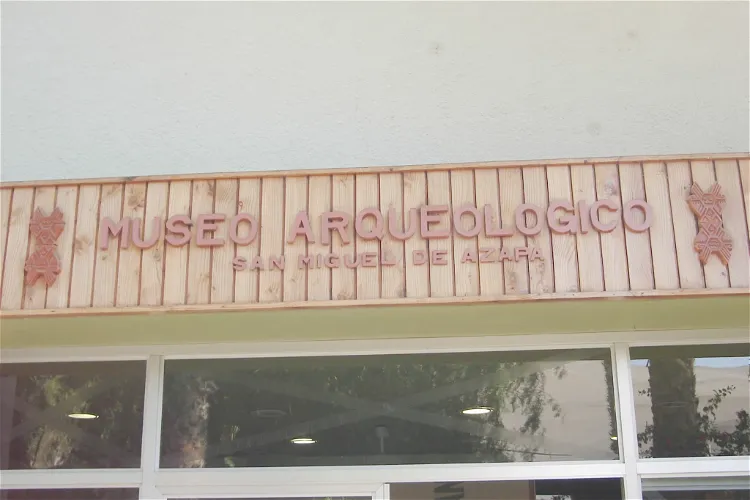 MUSEO ARQUEOLOGICO
SAN MIGUEL DE AZAPA